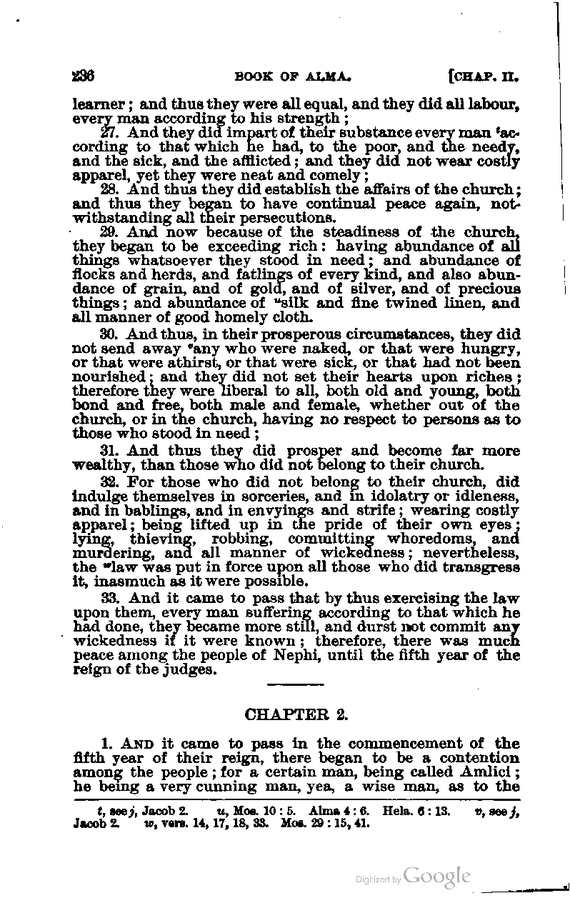 236 BOOK OF ALMA. [CHAP. II.
learner; and thus they were all equal, and they did all labour,
every man according to his strength;
27. And they did impart of their substance every man ᵗac-
cording to that which he had, to the poor, and the needy,
and the sick, and the afflicted; and they did not wear costly
apparel, yet they were neat and comely;
28. And thus they did establish the affairs of the church;
and thus they began to have continual peace again, not-
withstanding all their persecutions.
29. And now because of the steadiness of the church,
they began to be exceeding rich: having abundance of all
things whatsoever they stood in need; and abundance of
flocks and herds, and fatlings of every kind, and also abun-
dance of grain, and of gold, and of silver, and of precious
things; and abundance of ᵘsilk and fine twined linen, and
all manner of good homely cloth.
30. And thus, in their prosperous circumstances, they did
not send away ᵛany who were naked, or that were hungry,
or that were athirst, or that were sick, or that had not been
nourished; and they did not set their hearts upon riches;
therefore they were liberal to all, both old and young, both
bond and free, both male and female, whether out of the
church, or in the church, having no respect to persons as to
those who stood in need;
31. And thus they did prosper and become far more
wealthy, than those who did not belong to their church.
32. For those who did not belong to their church, did
indulge themselves in sorceries, and in idolatry or idleness,
and in bablings, and in envyings and strife; wearing costly
apparel; being lifted up in the pride of their own eyes;
lying, thieving, robbing, committing whoredoms, and
murdering, and all manner of wickedness; nevertheless,
the ʷlaw was put in force upon all those who did transgress
it, inasmuch as it were possible.
33. And it came to pass that by thus exercising the law
upon them, every man suffering according to that which he
had done, they became more still, and durst not commit any
wickedness if it were known; therefore, there was much
peace among the people of Nephi, until the fifth year of the
reign of the judges.
CHAPTER 2.
1. AND it came to pass in the commencement of the
fifth year of their reign, there began to be a contention
among the people; for a certain man, being called Amlici;
he being a very cunning man, yea, a wise man, as to the
t, see j, Jacob 2. u, Mos. 10:5. Alma 4:6. Hela. 6:13. v, see j,
Jacob 2. w, vers. 14, 17, 18, 33. Mos. 29:15, 41.
Digitized by Google